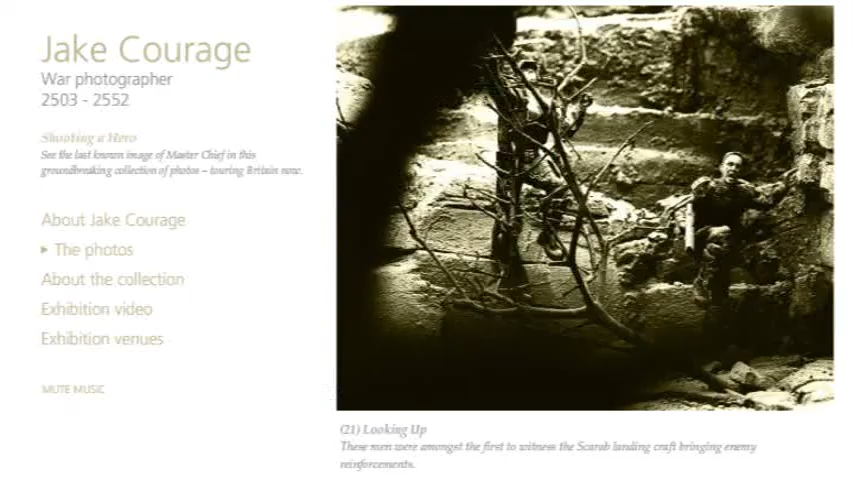 Jake Courage
War photographer
2503 - 2552
Shooting a Hero
See the last known image of Master Chief in this
groundbreaking collection of photos – touring Britain now.
About Jake Courage
The photos
About the collection
Exhibition video
Exhibition venues
MUTE MUSIC
(21) Looking Up
These men were amongst the first to witness the Scarab landing craft bringing enemy
reinforcements.